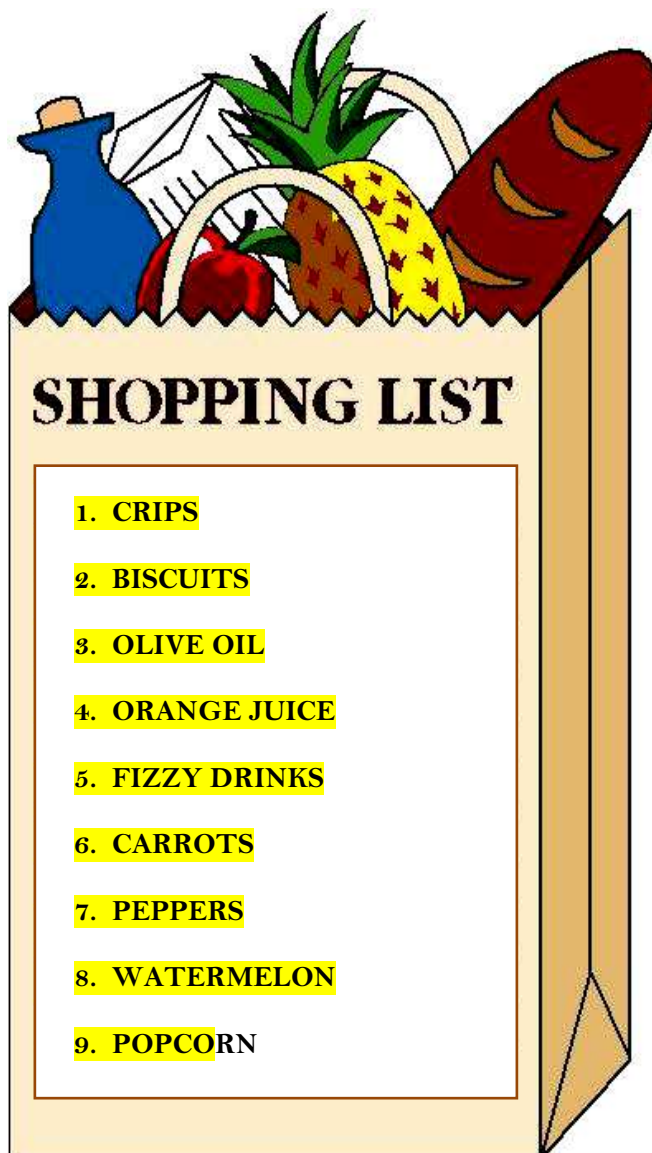 SHOPPING LIST
1. CRIPS
2. BISCUITS
3. OLIVE OIL
4. ORANGE JUICE
5. FIZZY DRINKS
6. CARROTS
7. PEPPERS
8. WATERMELON
9. POPCORN